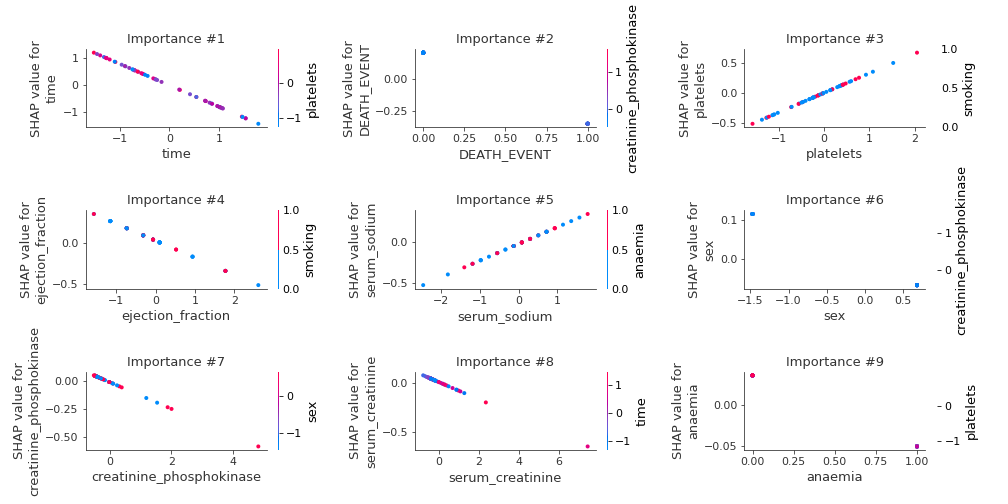 Importance #1
SHAP value for
time
1
0
−1
−1
0
1
time
0
−1
platelets
Importance #2
SHAP value for
DEATH_EVENT
0.00
−0.25
0.00
0.25
0.50
0.75
1.00
DEATH_EVENT
1
0
creatinine_phosphokinase
Importance #3
SHAP value for
platelets
0.5
0.0
−0.5
−1
0
1
2
platelets
1.0
0.5
0.0
smoking
Importance #4
SHAP value for
ejection_fraction
0.0
−0.5
−1
0
1
2
ejection_fraction
1.0
0.5
0.0
smoking
Importance #5
SHAP value for
serum_sodium
0.0
−0.5
−2
−1
0
1
serum_sodium
1.0
0.5
0.0
anaemia
Importance #6
SHAP value for
sex
0.1
0.0
−1.5
−1.0
−0.5
0.0
0.5
sex
1
0
creatinine_phosphokinase
Importance #7
SHAP value for
creatinine_phosphokinase
0.00
−0.25
−0.50
0
2
4
creatinine_phosphokinase
0
−1
sex
Importance #8
SHAP value for
serum_creatinine
0.0
−0.5
0
2
4
6
serum_creatinine
1
0
−1
time
Importance #9
SHAP value for
anaemia
0.00
−0.05
0.00
0.25
0.50
0.75
1.00
anaemia
0
−1
platelets